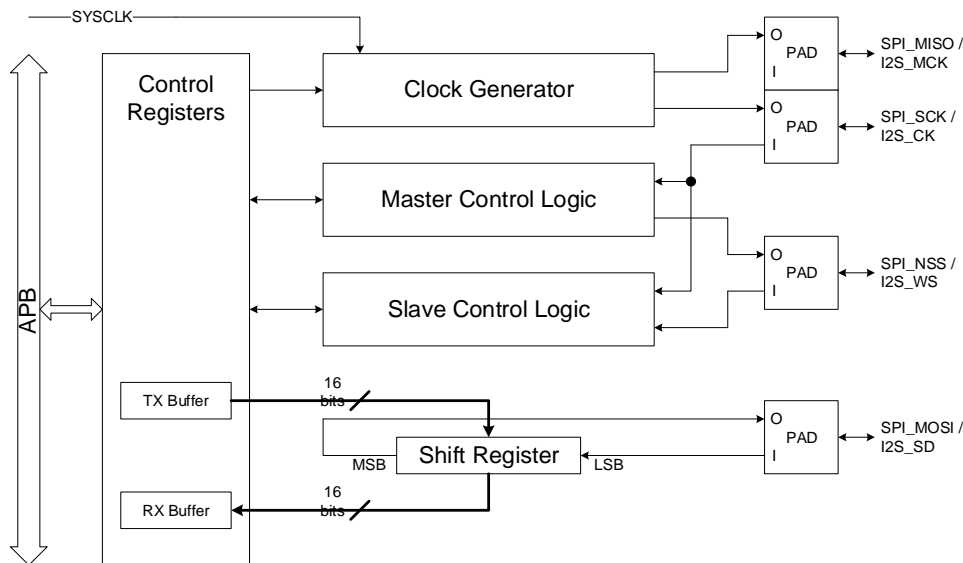 SYSCLK
APB
Control
Registers
Clock Generator
O
PAD
I
SPI_MISO /
I2S_MCK
O
PAD
I
SPI_SCK /
I2S_CK
Master Control Logic
O
PAD
I
SPI_NSS /
I2S_WS
Slave Control Logic
TX Buffer
16
bits
MSB
Shift Register
LSB
O
PAD
I
SPI_MOSI /
I2S_SD
RX Buffer
16
bits